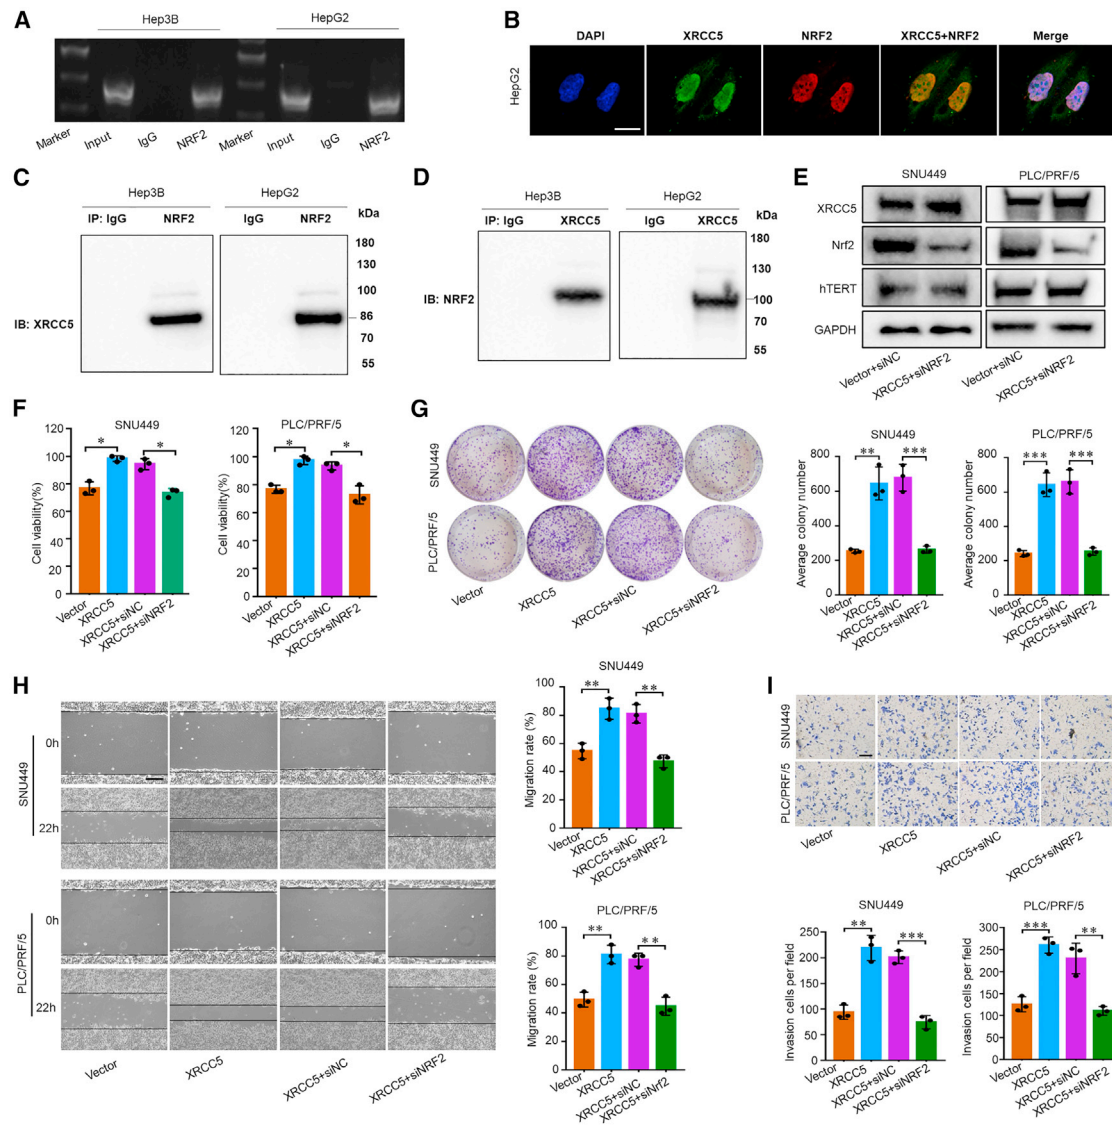 A
Hep3B
HepG2
Marker
Input
IgG
NRF2
Marker
Input
IgG
NRF2
B
DAPI
XRCC5
NRF2
XRCC5+NRF2
Merge
HepG2
C
Hep3B
HepG2
IP: IgG
NRF2
IgG
NRF2
kDa
180
130
100
86
70
55
IB: XRCC5
D
Hep3B
HepG2
IP: IgG
XRCC5
IgG
XRCC5
kDa
180
130
100
70
55
IB: NRF2
E
SNU449
PLC/PRF/5
XRCC5
Nrf2
hTERT
GAPDH
Vector+siNC
XRCC5+siNRF2
Vector+siNC
XRCC5+siNRF2
F
SNU449
Cell viability(%)
120
100
80
60
40
20
0
*
*
Vector
XRCC5
XRCC5+siNC
XRCC5+siNRF2
PLC/PRF/5
Cell viability(%)
120
100
80
60
40
20
0
*
*
Vector
XRCC5
XRCC5+siNC
XRCC5+siNRF2
G
SNU449
PLC/PRF/5
Vector
XRCC5
XRCC5+siNC
XRCC5+siNRF2
SNU449
Average colony number
800
600
400
200
0
**
***
Vector
XRCC5
XRCC5+siNC
XRCC5+siNRF2
PLC/PRF/5
Average colony number
800
600
400
200
0
***
***
Vector
XRCC5
XRCC5+siNC
XRCC5+siNRF2
H
SNU449
0h
22h
PLC/PRF/5
0h
22h
Vector
XRCC5
XRCC5+siNC
XRCC5+siNRF2
SNU449
Migration rate (%)
100
80
60
40
20
0
**
**
Vector
XRCC5
XRCC5+siNC
XRCC5+siNRF2
PLC/PRF/5
Migration rate (%)
100
80
60
40
20
0
**
**
Vector
XRCC5
XRCC5+siNC
XRCC5+siNrf2
I
SNU449
PLC/PRF/5
Vector
XRCC5
XRCC5+siNC
XRCC5+siNRF2
SNU449
Invasion cells per field
250
200
150
100
50
0
**
***
Vector
XRCC5
XRCC5+siNC
XRCC5+siNRF2
PLC/PRF/5
Invasion cells per field
300
250
200
150
100
50
0
***
**
Vector
XRCC5
XRCC5+siNC
XRCC5+siNRF2